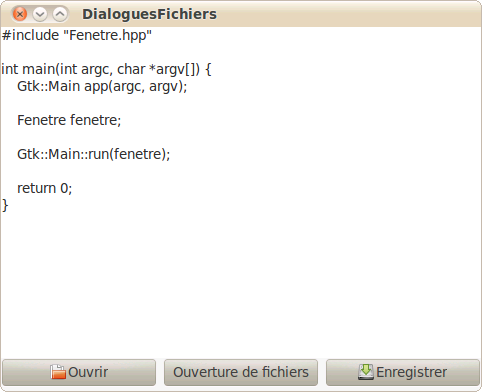 DialoguesFichiers
#include "Fenetre.hpp"
int main(int argc, char *argv[]) {
Gtk::Main app(argc, argv);
Fenetre fenetre;
Gtk::Main::run(fenetre);
return 0;
}
Ouvrir Ouverture de fichiers Enregistrer